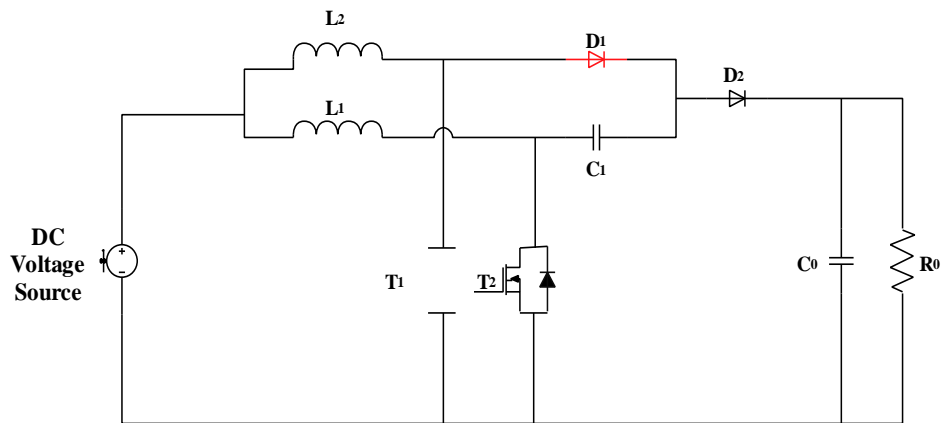 L2
D1
D2
L1
C1
DC
Voltage
Source
T1
T2
C0
R0